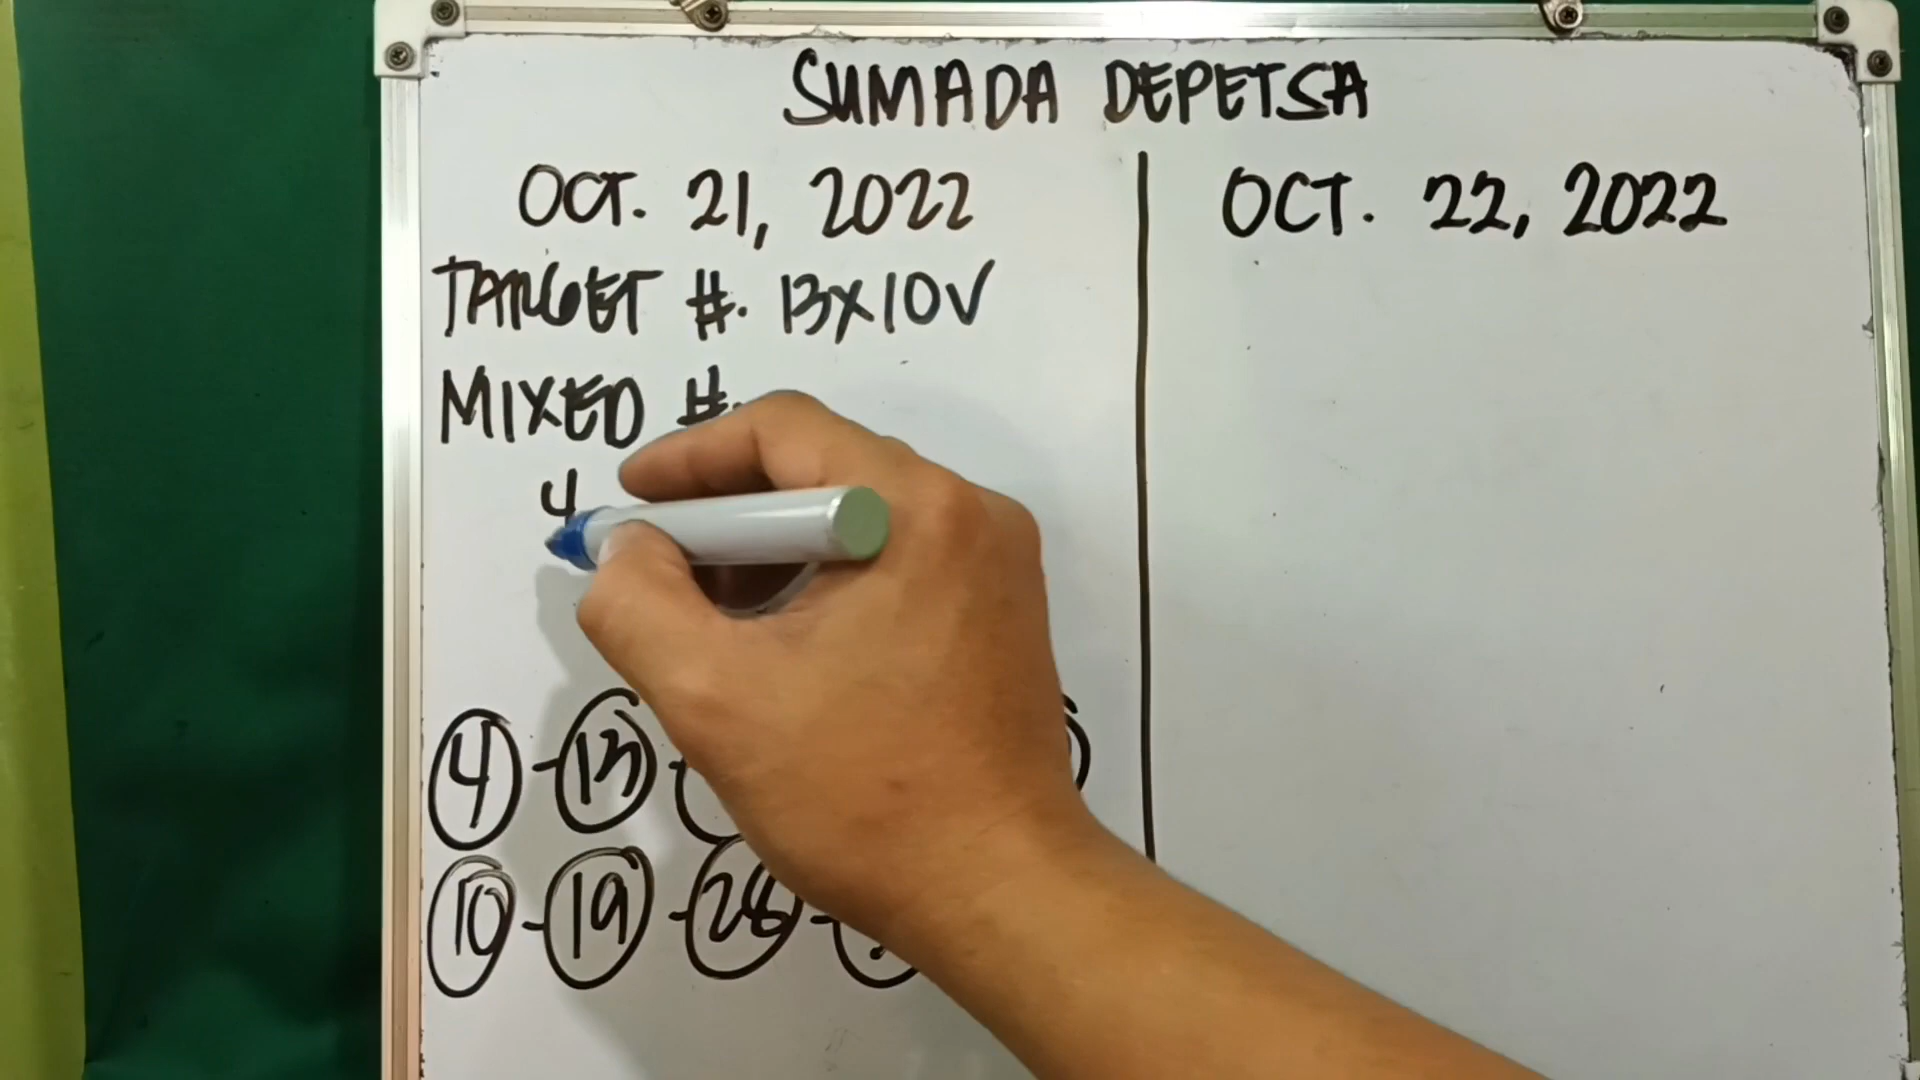 SUMADA DEPETSA
OCT. 21, 2022
TARGET #. 13X10V
MIXED #.
4
4 - 13 -
10 - 19 - 28 -
OCT. 22, 2022